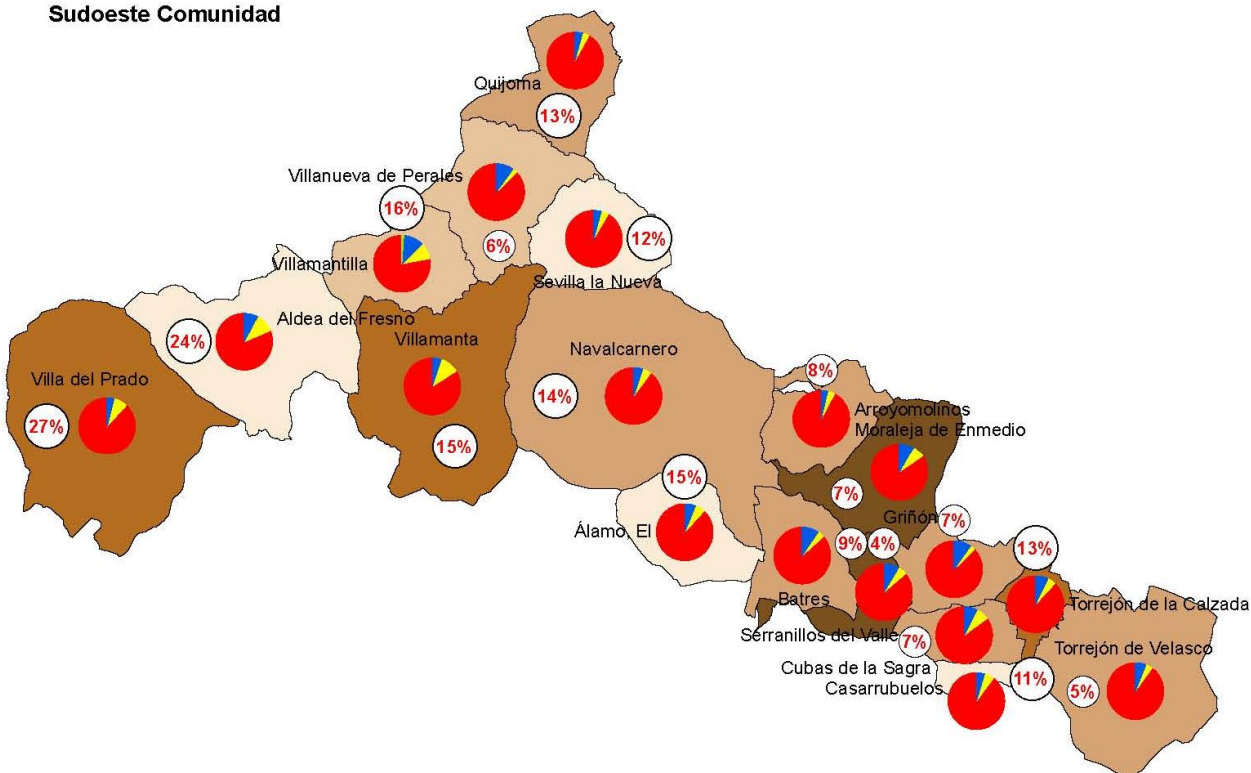 Sudoeste Comunidad
Quijorna
13%
Villanueva de Perales
16%
6%
12%
Villamantilla
Sevilla la Nueva
Aldea del Fresno
24%
Villamanta
Navalcarnero
8%
Villa del Prado
14%
27%
15%
Arroyomolinos
Moraleja de Enmedio
15%
7%
Álamo, El
Griñón
7%
9%
4%
13%
Batres
Torrejón de la Calzada
Serranillos del Valle
7%
Torrejón de Velasco
Cubas de la Sagra
Casarrubuelos
11%
5%